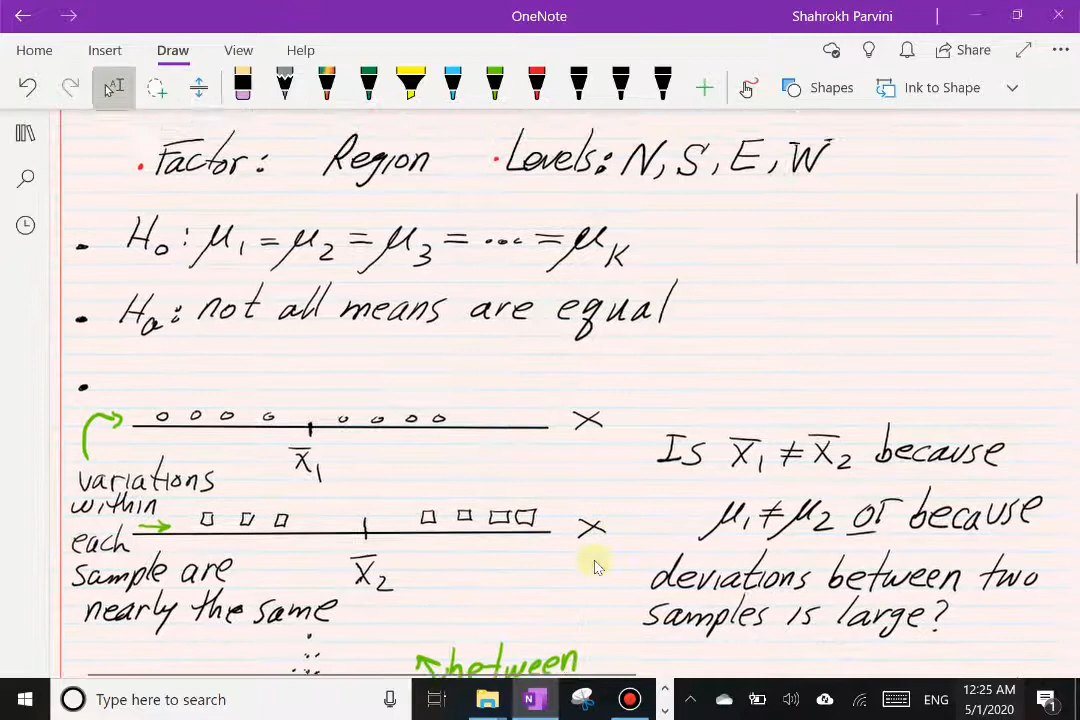 OneNote
Shahrokh Parvini
Home Insert Draw View Help
Share
Shapes
Ink to Shape
. Factor: Region . Levels: N, S, E, W
. H₀: μ₁ = μ₂ = μ₃ = ... = μK
. Hₐ: not all means are equal
.
X
x̄₁
variations
within
each
sample are
nearly the same
X
x̄₂
Is x̄₁ ≠ x̄₂ because
μ₁ ≠ μ₂ or because
deviations between two
samples is large?
between
Type here to search
ENG
12:25 AM
5/1/2020
1